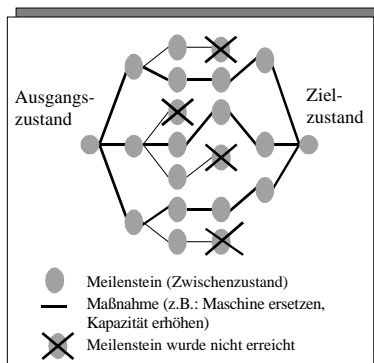 Ausgangs-
zustand
Ziel-
zustand
Meilenstein (Zwischenzustand)
Maßnahme (z.B.: Maschine ersetzen,
Kapazität erhöhen)
Meilenstein wurde nicht erreicht